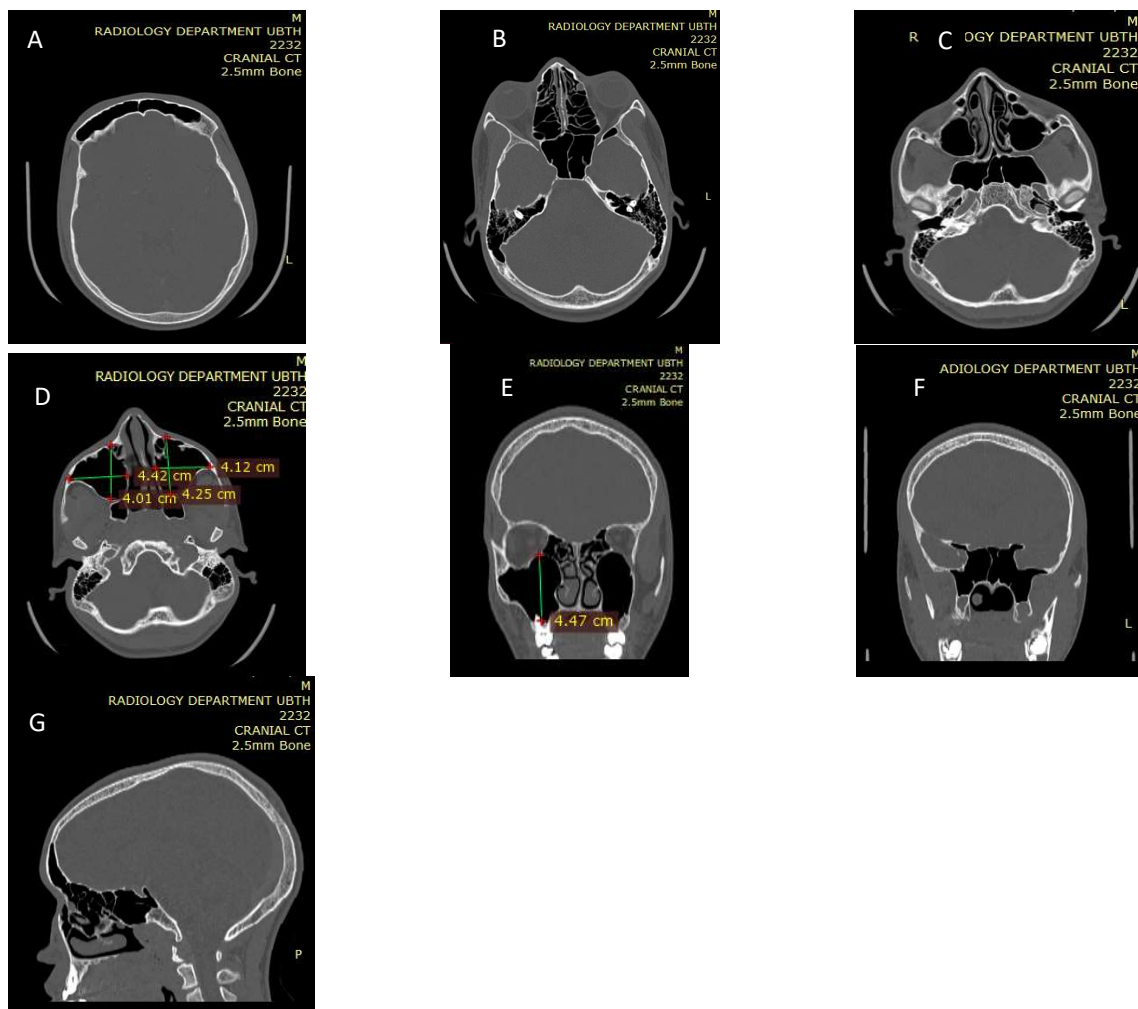 A
M
RADIOLOGY DEPARTMENT UBTH
2232
CRANIAL CT
2.5mm Bone
L
B
M
RADIOLOGY DEPARTMENT UBTH
2232
CRANIAL CT
2.5mm Bone
L
C
M
R OGY DEPARTMENT UBTH
2232
CRANIAL CT
2.5mm Bone
L
D
M
RADIOLOGY DEPARTMENT UBTH
2232
CRANIAL CT
2.5mm Bone
4.12 cm
4.42 cm
4.25 cm
4.01 cm
E
M
RADIOLOGY DEPARTMENT UBTH
2232
CRANIAL CT
2.5mm Bone
4.47 cm
F
M
ADIOLOGY DEPARTMENT UBTH
2232
CRANIAL CT
2.5mm Bone
L
G
M
RADIOLOGY DEPARTMENT UBTH
2232
CRANIAL CT
2.5mm Bone
P